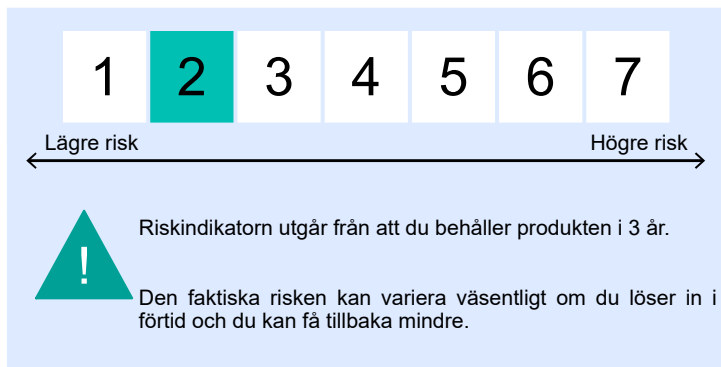 1 2 3 4 5 6 7
Lägre risk Högre risk
!
Riskindikatorn utgår från att du behåller produkten i 3 år.
Den faktiska risken kan variera väsentligt om du löser in i
förtid och du kan få tillbaka mindre.